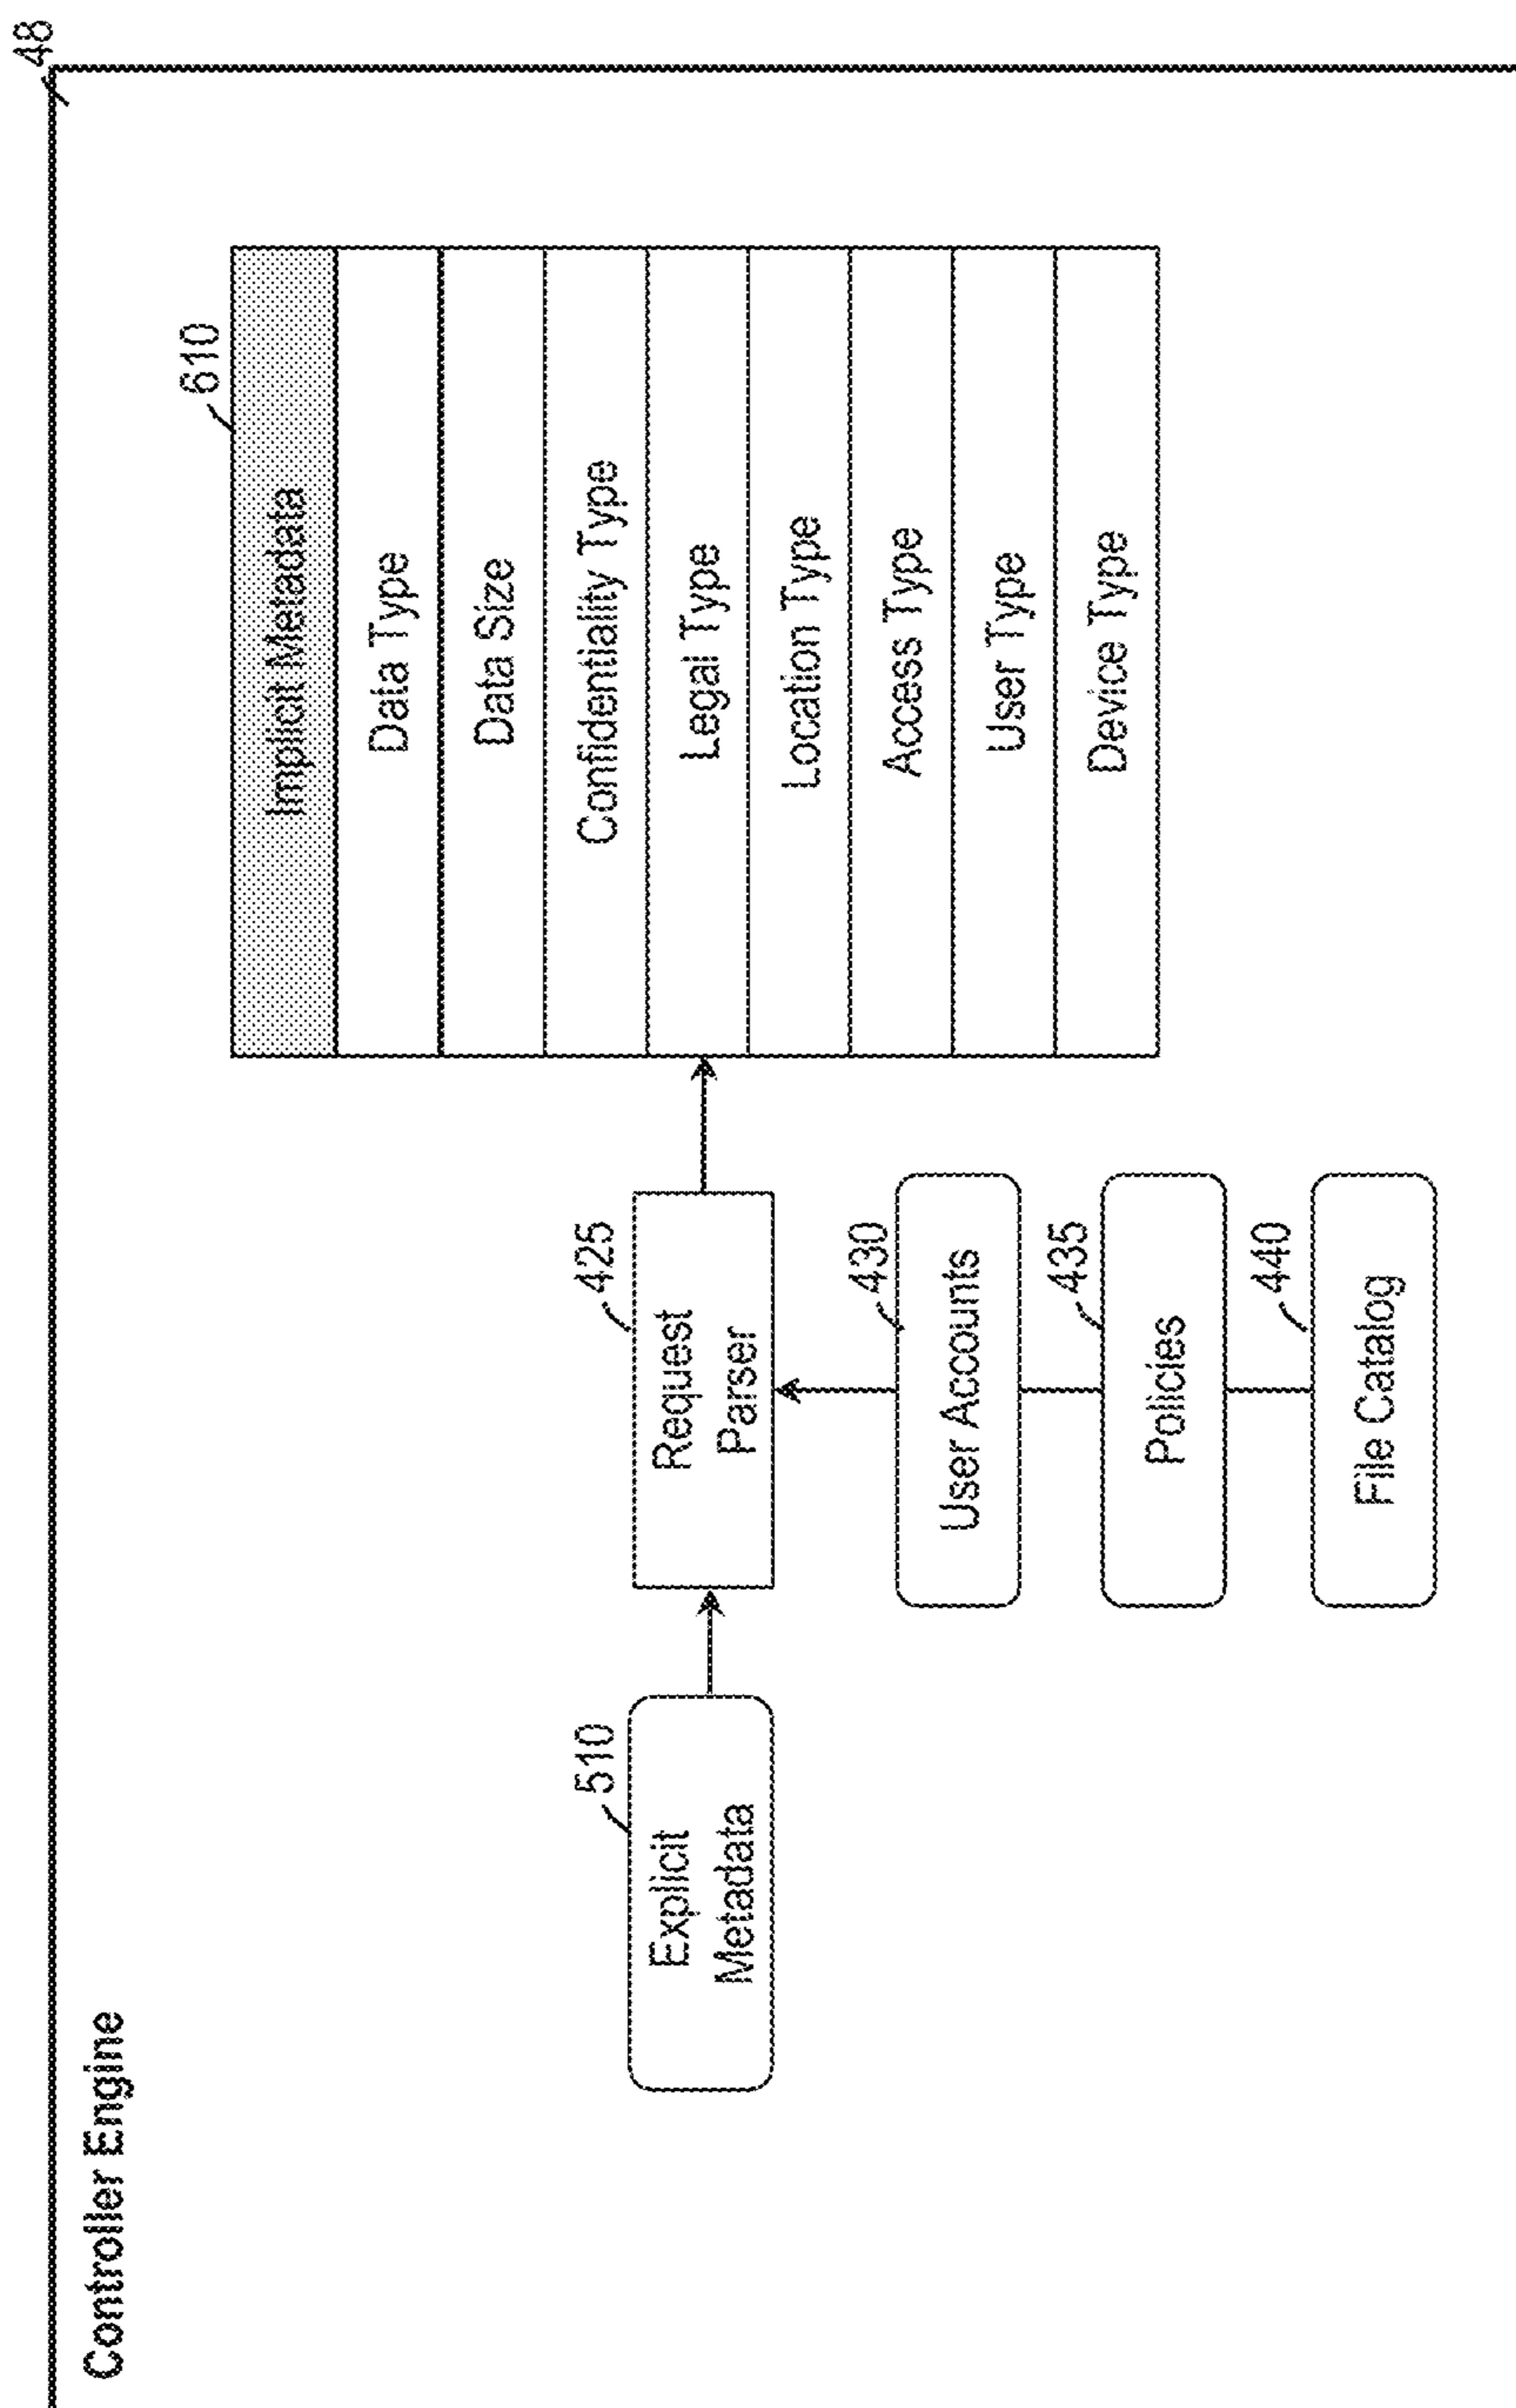 48
Controller Engine
610
Implicit Metadata
Data Type
Data Size
Confidentiality Type
Legal Type
Location Type
Access Type
User Type
Device Type
510
Explicit
Metadata
425
Request
Parser
430
User Accounts
435
Policies
440
File Catalog